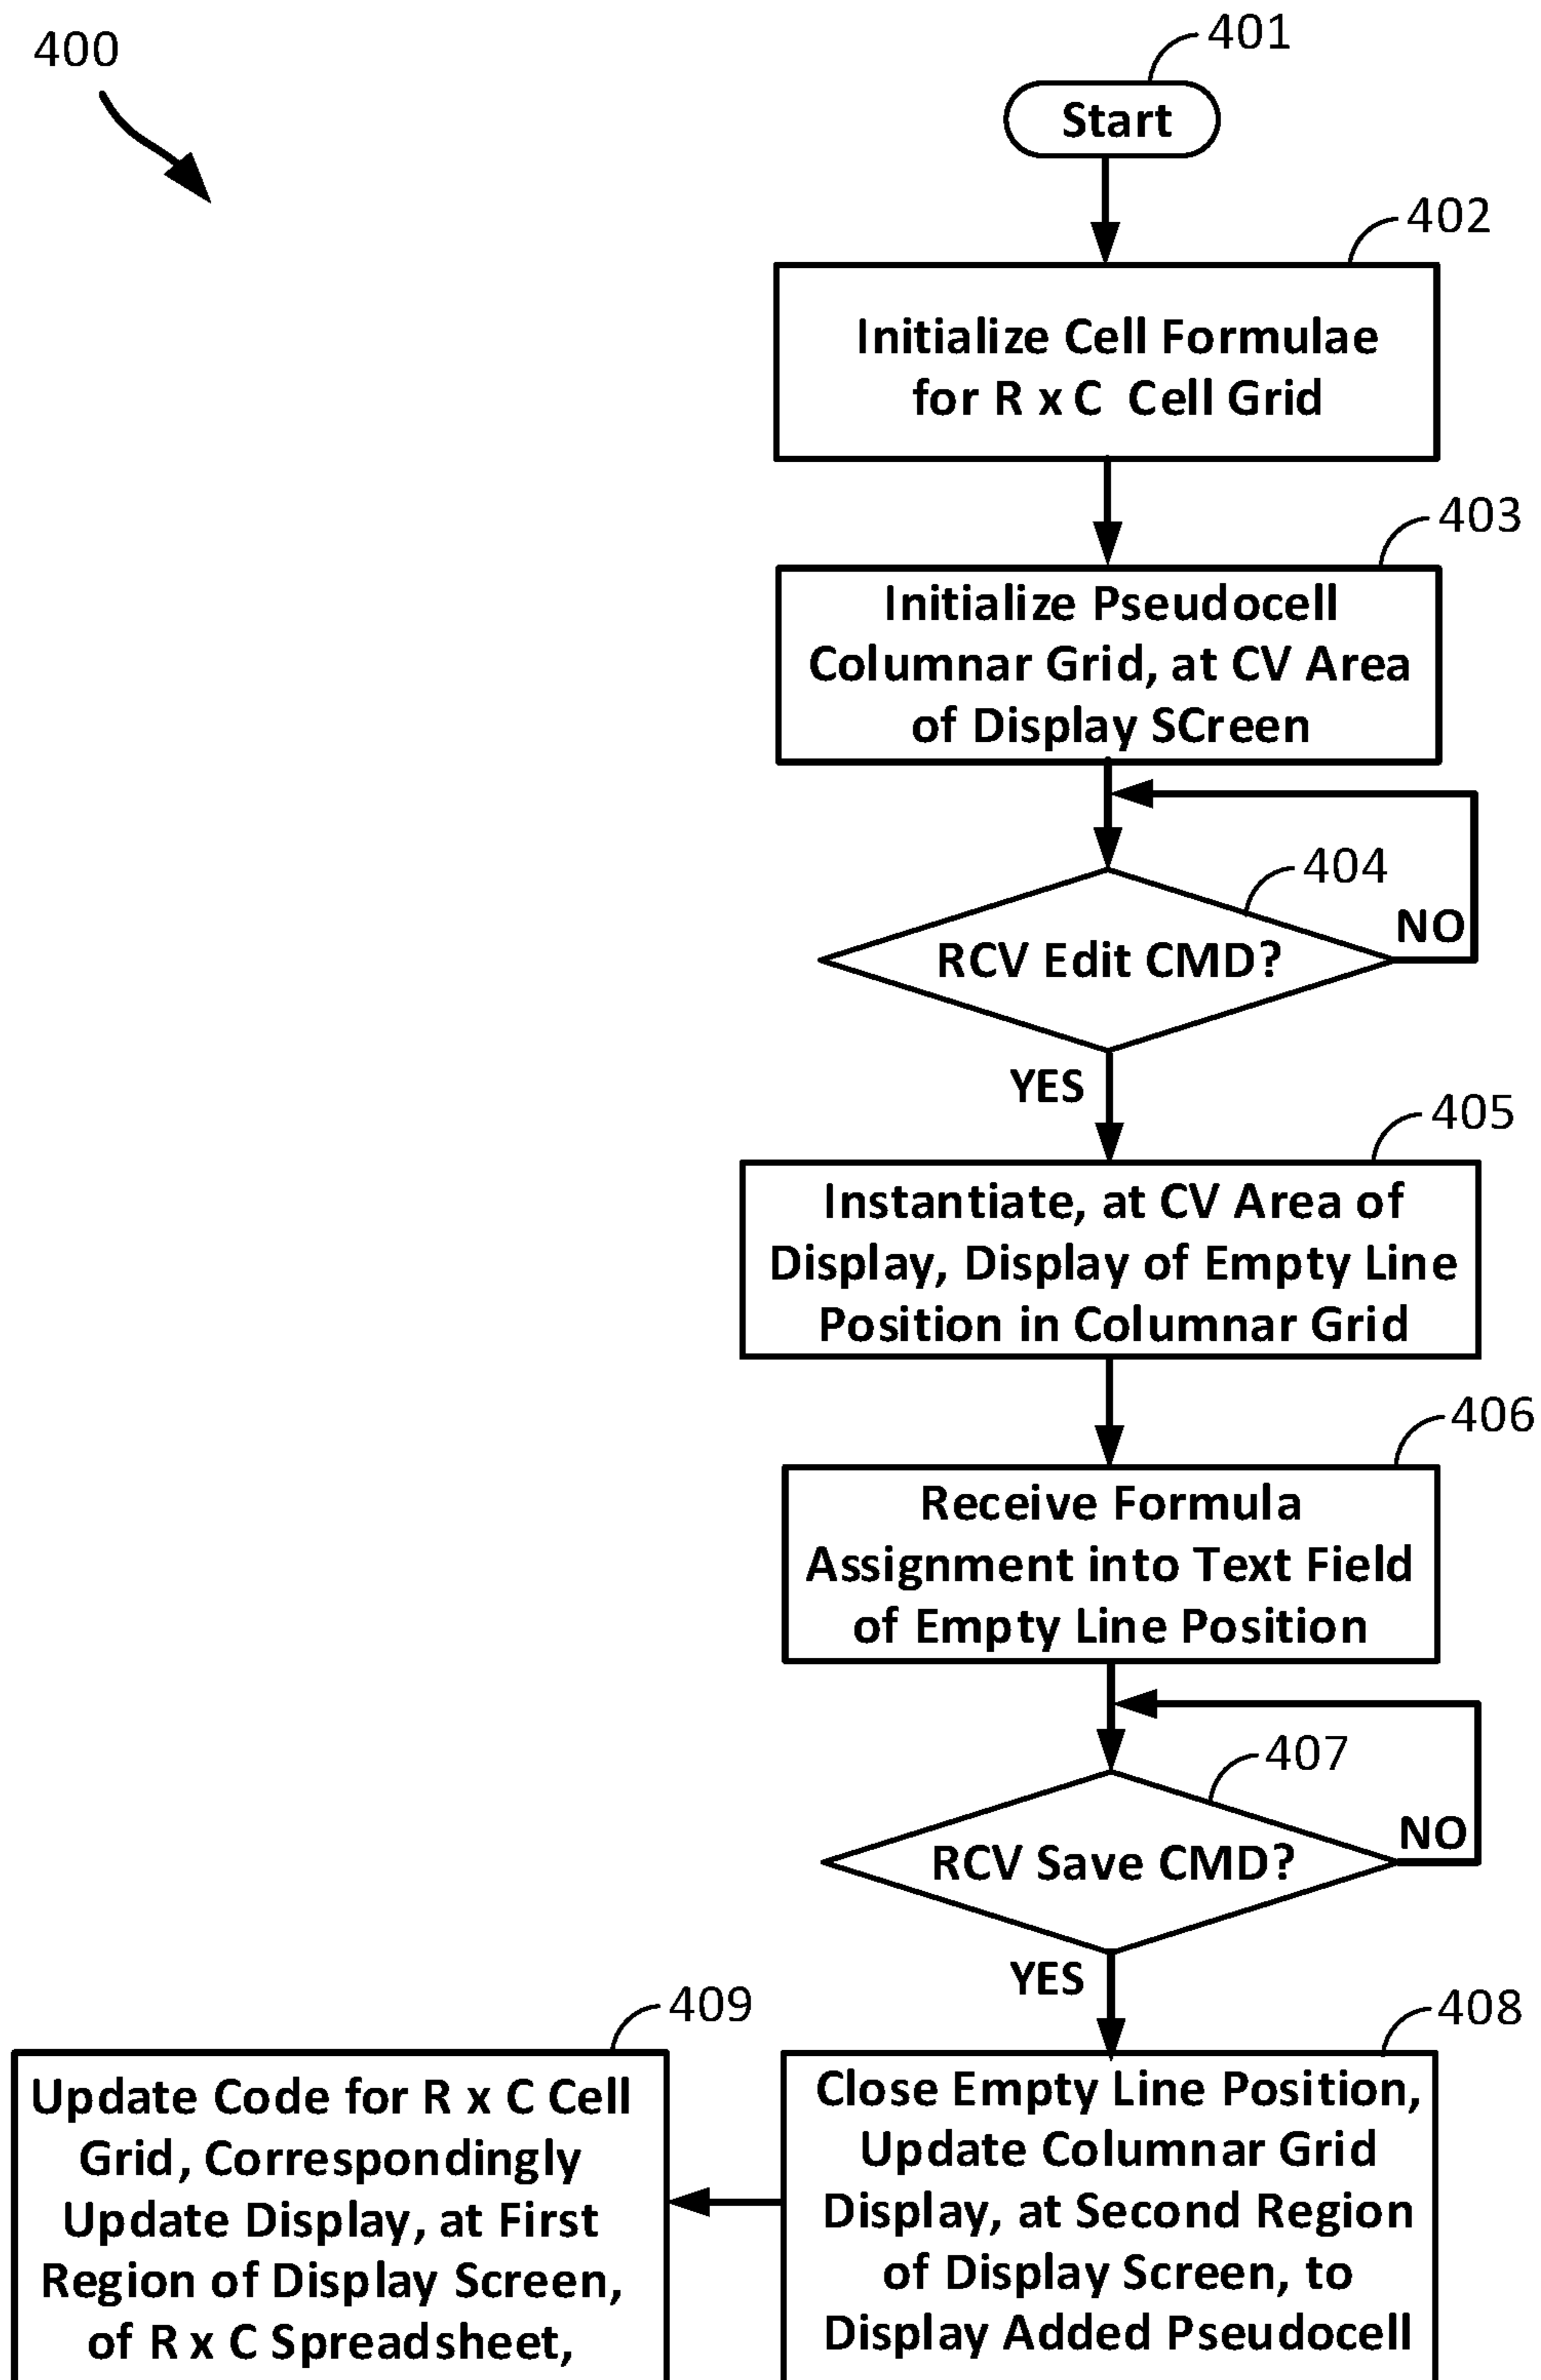 400
401
Start
402
Initialize Cell Formulae
for R x C Cell Grid
403
Initialize Pseudocell
Columnar Grid, at CV Area
of Display SCreen
404
NO
RCV Edit CMD?
YES
405
Instantiate, at CV Area of
Display, Display of Empty Line
Position in Columnar Grid
406
Receive Formula
Assignment into Text Field
of Empty Line Position
407
NO
RCV Save CMD?
YES
408
Close Empty Line Position,
Update Columnar Grid
Display, at Second Region
of Display Screen, to
Display Added Pseudocell
409
Update Code for R x C Cell
Grid, Correspondingly
Update Display, at First
Region of Display Screen,
of R x C Spreadsheet,